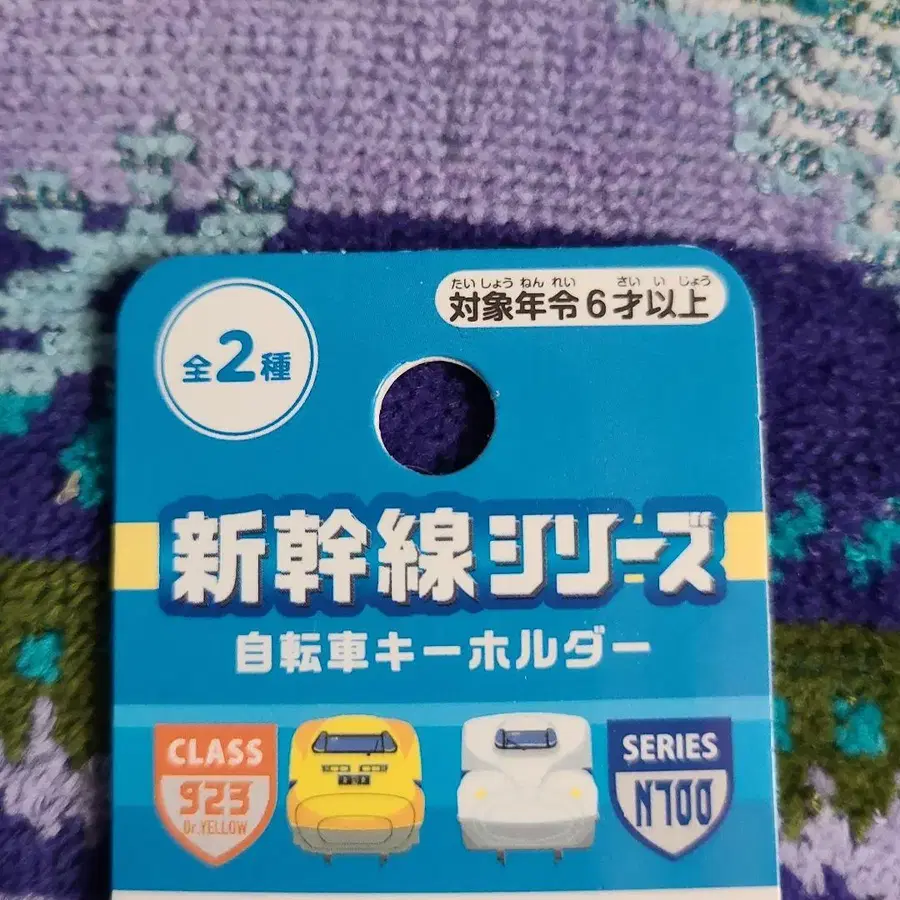 たいしょうねんれい さいいじょう
対象年令6才以上
全2種
新幹線シリーズ
自転車キーホルダー
CLASS
923
Dr.YELLOW
SERIES
N700